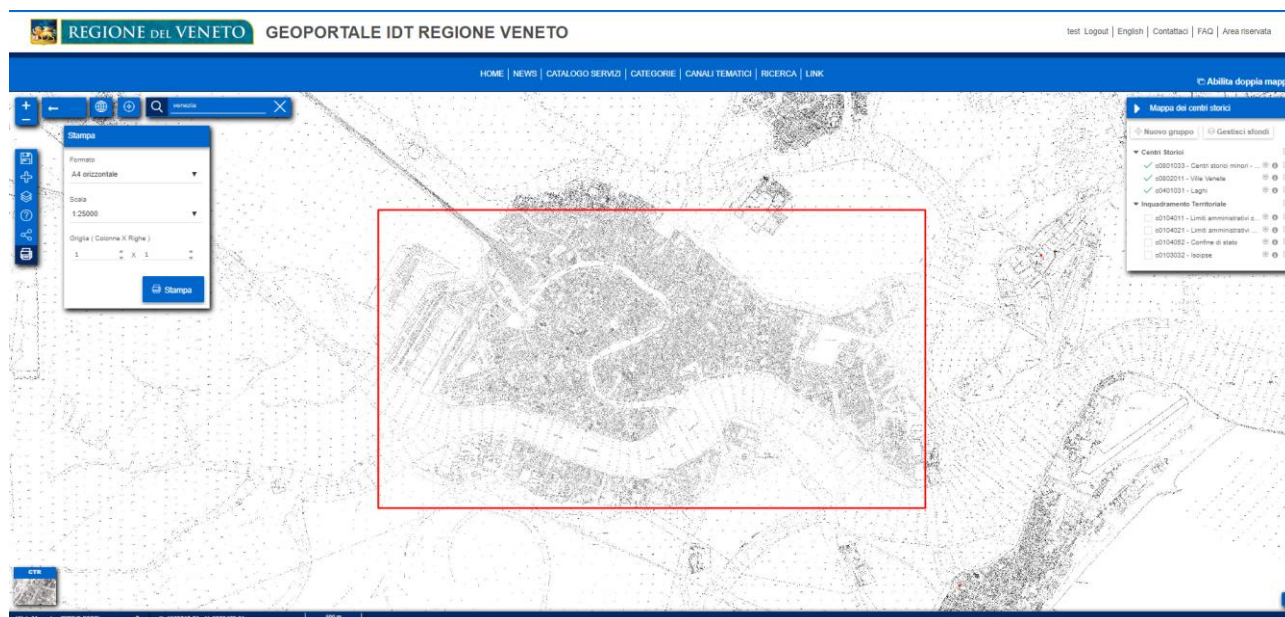 REGIONE DEL VENETO
GEOPORTALE IDT REGIONE VENETO
test Logout | English | Contattaci | FAQ | Area riservata
HOME | NEWS | CATALOGO SERVIZI | CATEGORIE | CANALI TEMATICI | RICERCA | LINK
Abilita doppia mapp
venezia
Stampa
Formato
A4 orizzontale
Scala
1:25000
Griglia ( Colonne X Righe )
1 X 1
Stampa
Mappa dei centri storici
Nuovo gruppo
Gestisci sfondi
Centri Storici
c0801033 - Centri storici minori - ...
c0802011 - Ville Venete
c0401031 - Laghi
Inquadramento Territoriale
c0104011 - Limiti amministrativi c...
c0104021 - Limiti amministrativi ...
c0104052 - Confine di stato
c0103032 - Isoipse
CTR